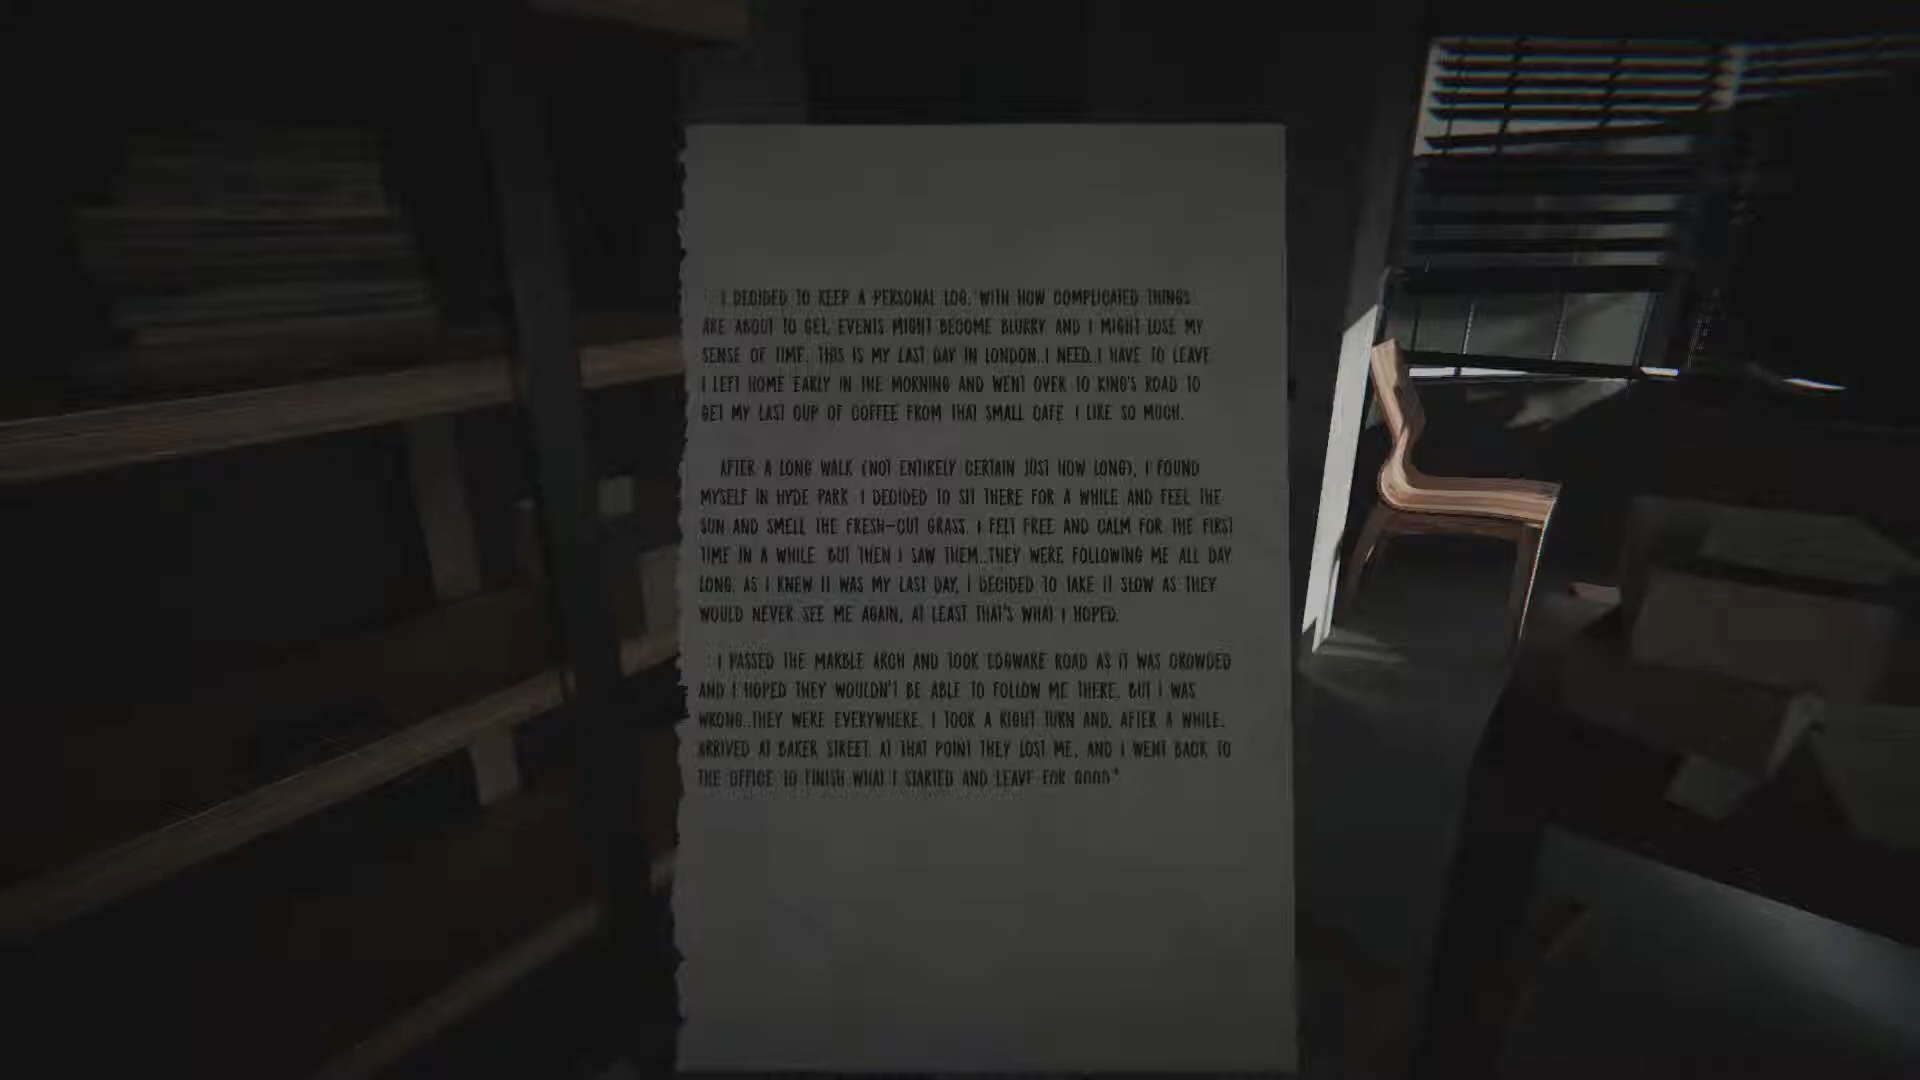 "I DECIDED TO KEEP A PERSONAL LOG. WITH HOW COMPLICATED THINGS
ARE ABOUT TO GET, EVENTS MIGHT BECOME BLURRY AND I MIGHT LOSE MY
SENSE OF TIME. THIS IS MY LAST DAY IN LONDON..I NEED..I HAVE TO LEAVE
I LEFT HOME EARLY IN THE MORNING AND WENT OVER TO KING'S ROAD TO
GET MY LAST CUP OF COFFEE FROM THAT SMALL CAFE I LIKE SO MUCH.
AFTER A LONG WALK (NOT ENTIRELY CERTAIN JUST HOW LONG), I FOUND
MYSELF IN HYDE PARK. I DECIDED TO SIT THERE FOR A WHILE AND FEEL THE
SUN AND SMELL THE FRESH-CUT GRASS. I FELT FREE AND CALM FOR THE FIRST
TIME IN A WHILE. BUT THEN I SAW THEM..THEY WERE FOLLOWING ME ALL DAY
LONG. AS I KNEW IT WAS MY LAST DAY, I DECIDED TO TAKE IT SLOW AS THEY
WOULD NEVER SEE ME AGAIN, AT LEAST THAT'S WHAT I HOPED.
I PASSED THE MARBLE ARCH AND TOOK EDGWARE ROAD AS IT WAS CROWDED
AND I HOPED THEY WOULDN'T BE ABLE TO FOLLOW ME THERE, BUT I WAS
WRONG..THEY WERE EVERYWHERE. I TOOK A RIGHT TURN AND, AFTER A WHILE,
ARRIVED AT BAKER STREET. AT THAT POINT THEY LOST ME, AND I WENT BACK TO
THE OFFICE TO FINISH WHAT I STARTED AND LEAVE FOR GOOD"